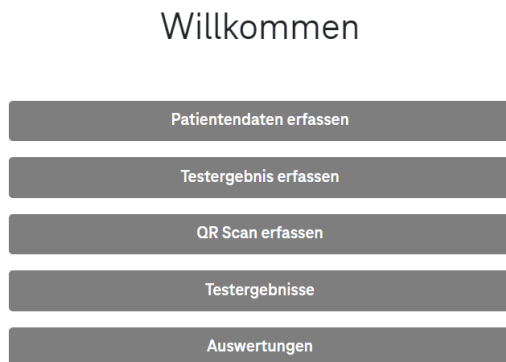 Willkommen
Patientendaten erfassen
Testergebnis erfassen
QR Scan erfassen
Testergebnisse
Auswertungen